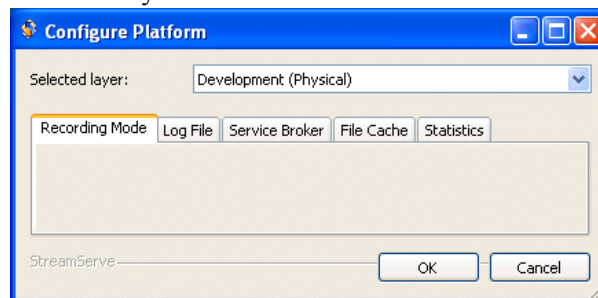 Configure Platform
Selected layer: Development (Physical)
Recording Mode Log File Service Broker File Cache Statistics
StreamServe OK Cancel